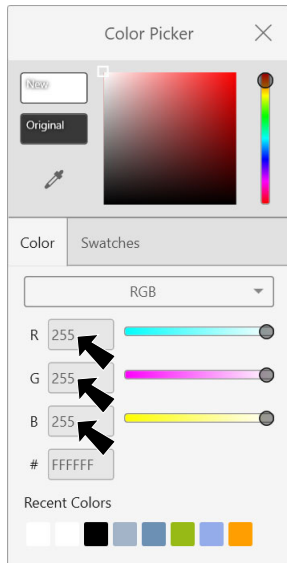 Color Picker
New
Original
Color Swatches
RGB
R 255
G 255
B 255
# FFFFFF
Recent Colors